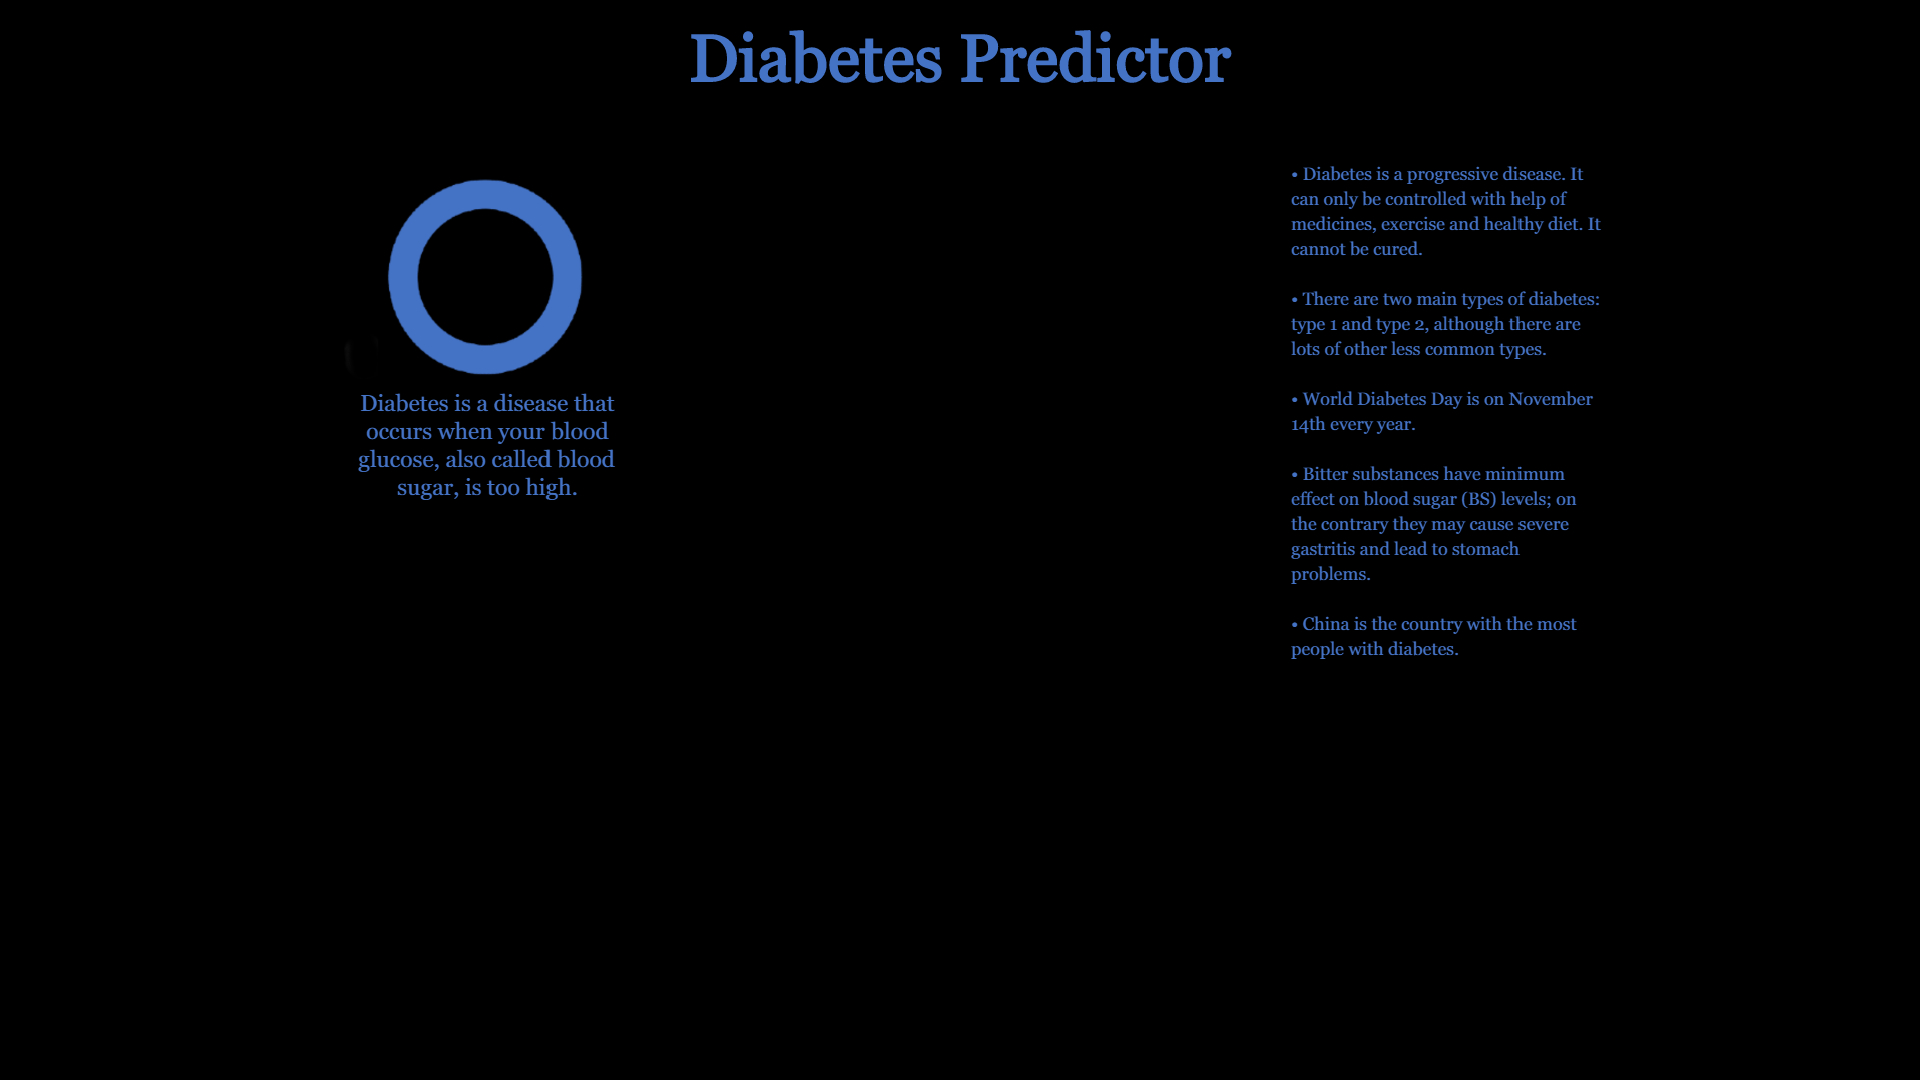 Diabetes Predictor
Diabetes is a disease that
occurs when your blood
glucose, also called blood
sugar, is too high.
• Diabetes is a progressive disease. It
can only be controlled with help of
medicines, exercise and healthy diet. It
cannot be cured.
• There are two main types of diabetes:
type 1 and type 2, although there are
lots of other less common types.
• World Diabetes Day is on November
14th every year.
• Bitter substances have minimum
effect on blood sugar (BS) levels; on
the contrary they may cause severe
gastritis and lead to stomach
problems.
• China is the country with the most
people with diabetes.